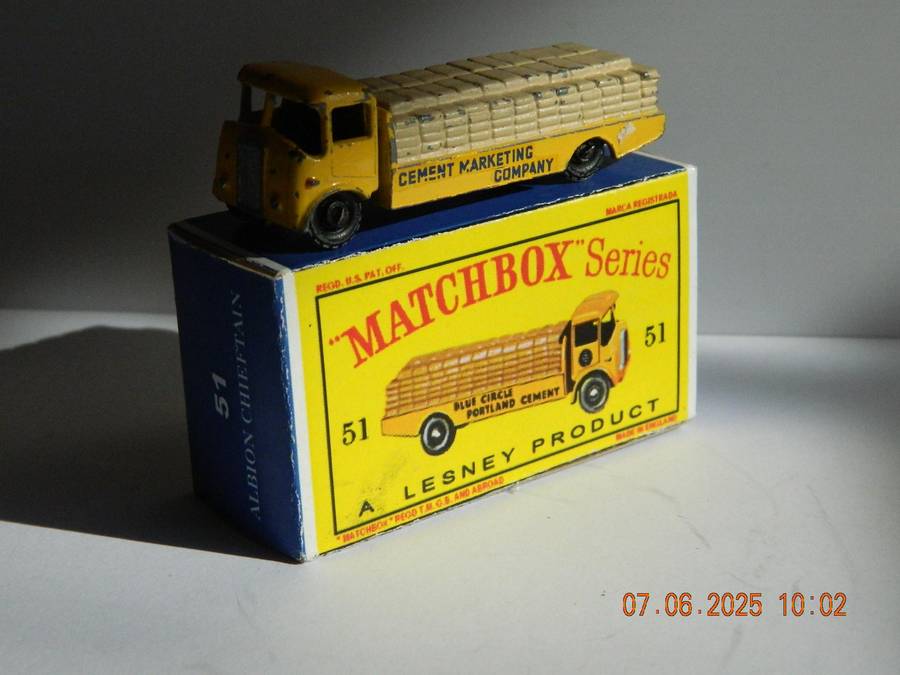 CEMENT MARKETING
COMPANY
MARCA REGISTRADA
REGD. U.S. PAT. OFF.
"MATCHBOX" Series
51
BLUE CIRCLE
PORTLAND CEMENT
51
A LESNEY PRODUCT
MADE IN ENGLAND
"MATCHBOX" REGD T.M. G.B. AND ABROAD
51
ALBION CHIEFTAIN
07.06.2025 10:02